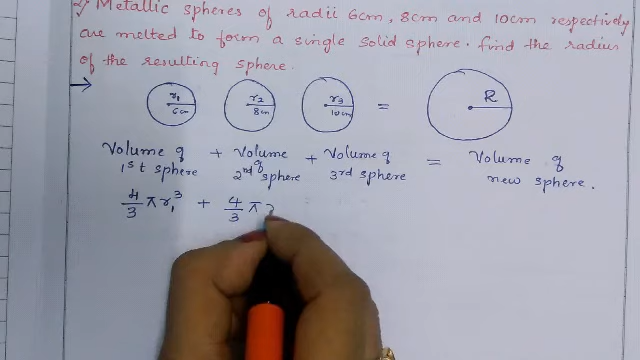 2) Metallic spheres of radii 6cm, 8cm and 10cm respectively
are melted to form a single solid sphere. find the radius
of the resulting sphere.
→
r₁ r₂ r₃ = R
6cm 8cm 10cm
Volume of + Volume + Volume of = Volume of
1st sphere 2nd of sphere 3rd sphere new sphere.
4/3 πr₁³ + 4/3 π